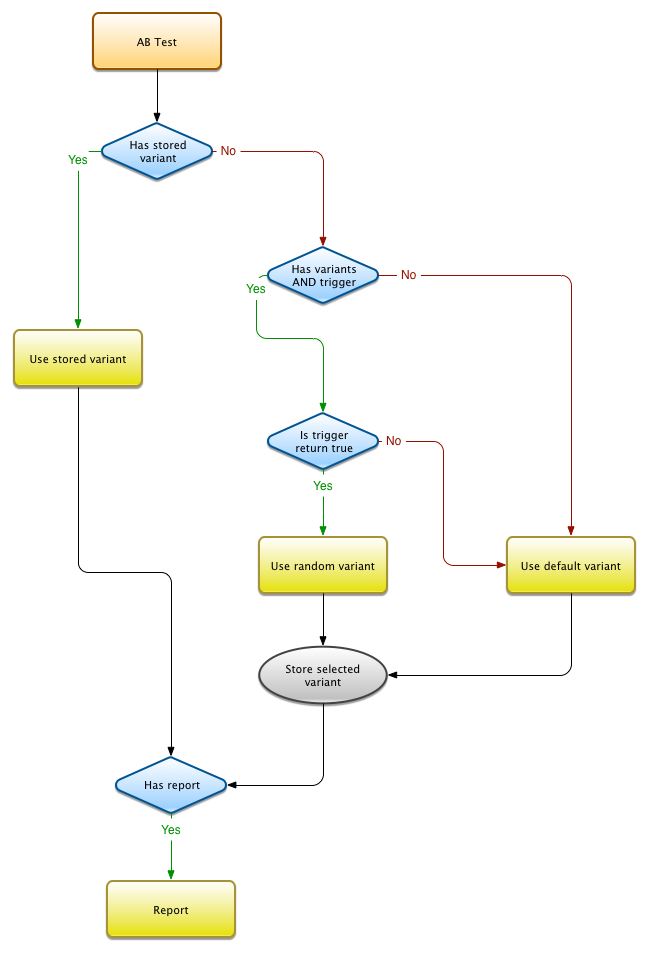 AB Test
Has stored
variant
Yes
No
Has variants
AND trigger
Yes
No
Use stored variant
Is trigger
return true
No
Yes
Use random variant
Use default variant
Store selected
variant
Has report
Yes
Report